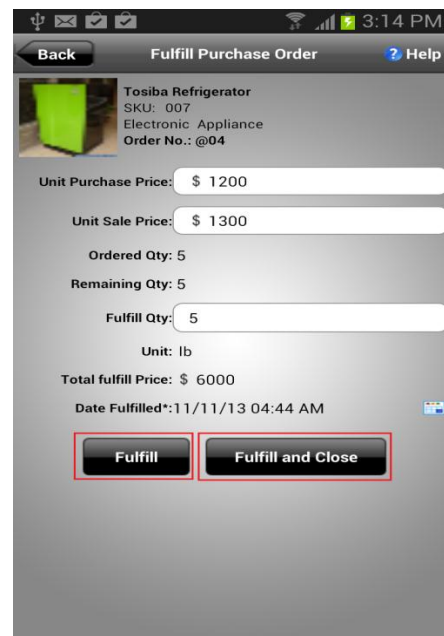 3:14 PM
Back
Fulfill Purchase Order
Help
Tosiba Refrigerator
SKU: 007
Electronic Appliance
Order No.: @04
Unit Purchase Price: $ 1200
Unit Sale Price: $ 1300
Ordered Qty: 5
Remaining Qty: 5
Fulfill Qty: 5
Unit: lb
Total fulfill Price: $ 6000
Date Fulfilled*:11/11/13 04:44 AM
Fulfill
Fulfill and Close